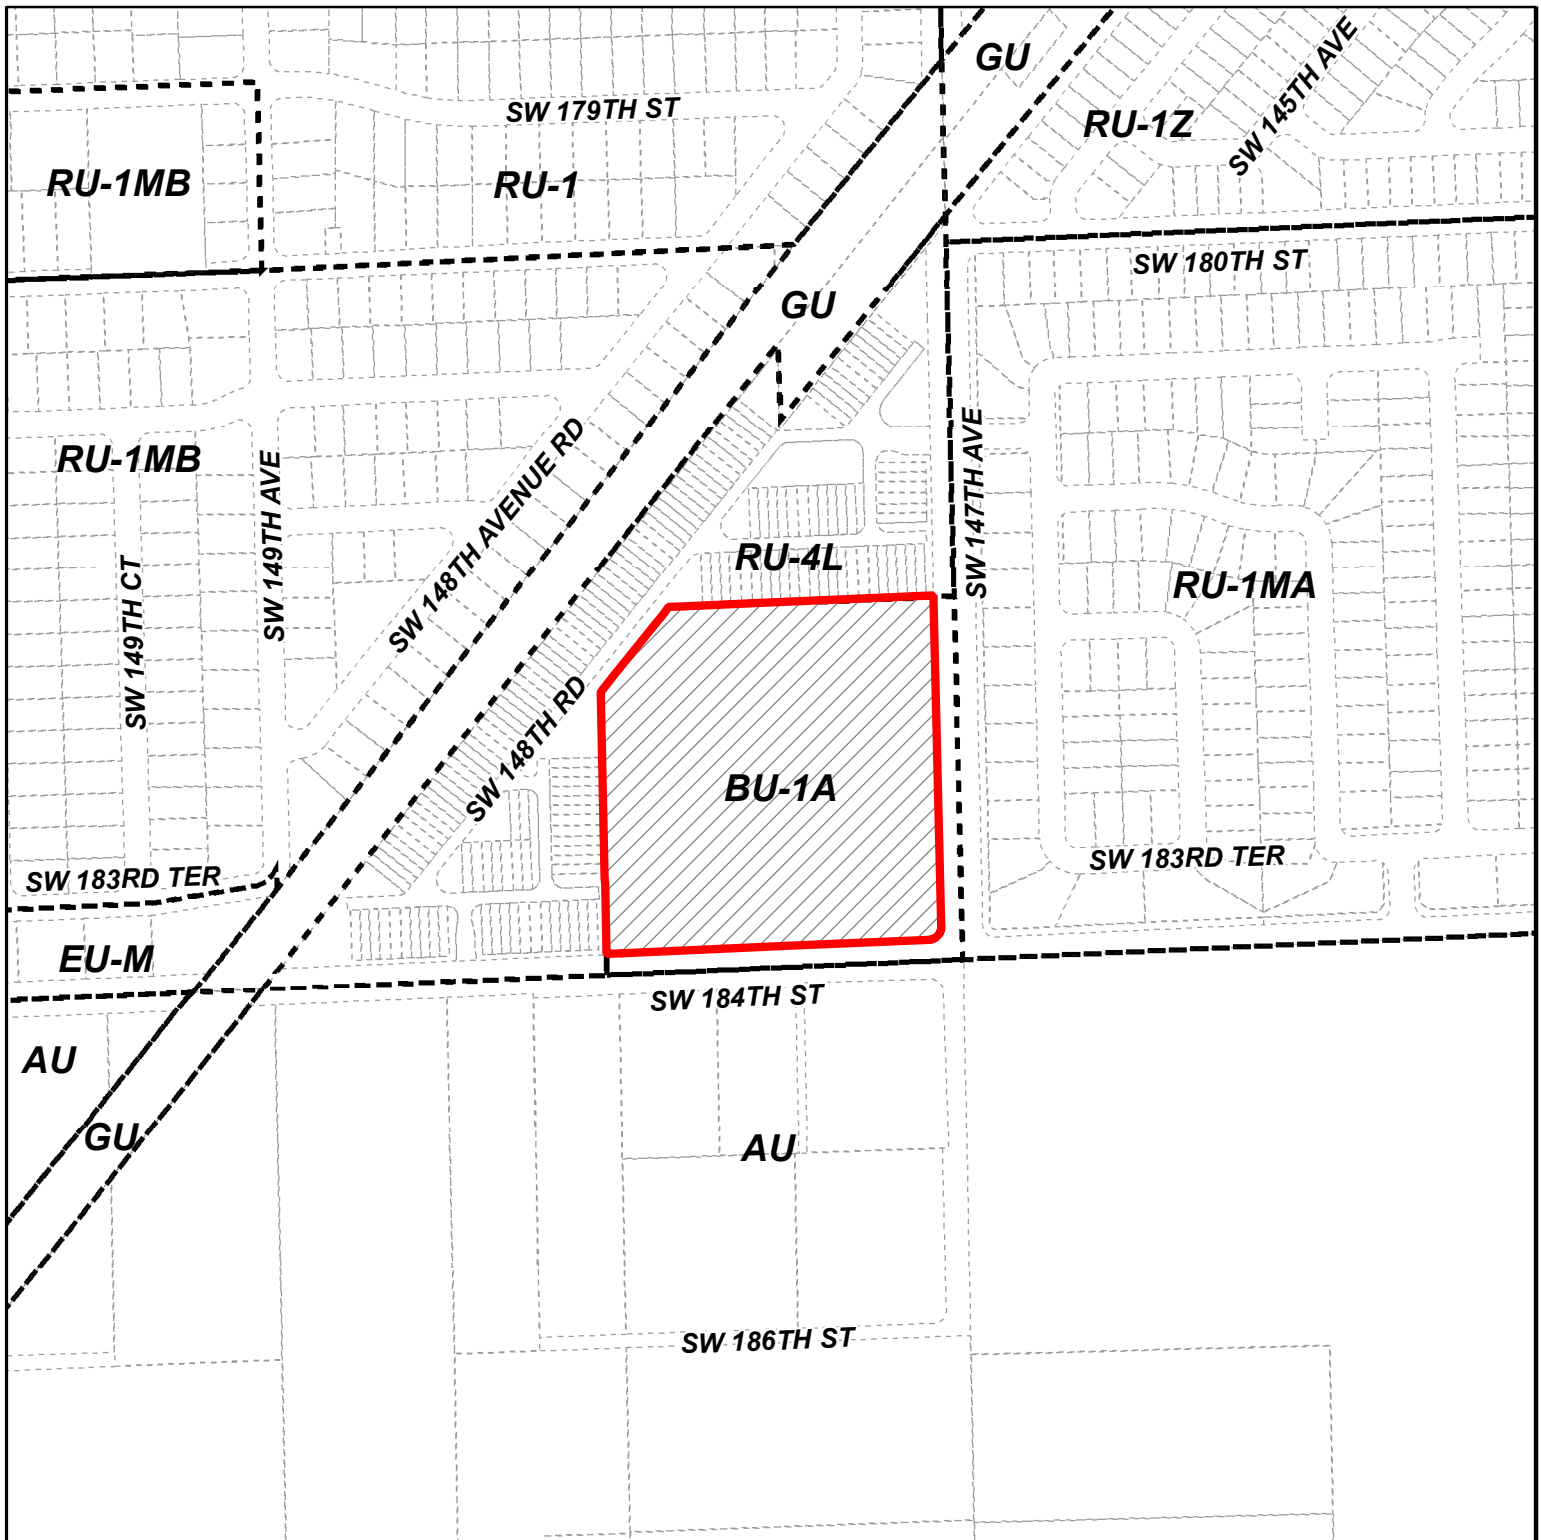 GU
SW 179TH ST
RU-1Z
SW 145TH AVE
RU-1MB
RU-1
SW 180TH ST
GU
RU-1MB
SW 149TH AVE
SW 148TH AVENUE RD
SW 147TH AVE
RU-4L
RU-1MA
SW 149TH CT
SW 148TH RD
BU-1A
SW 183RD TER
SW 183RD TER
EU-M
SW 184TH ST
AU
GU
AU
SW 186TH ST